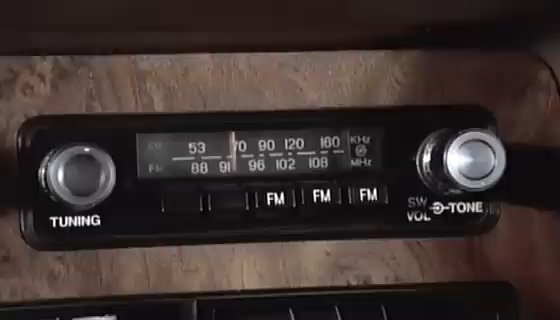 53 70 90 120 160 KHz
FM 88 91 96 102 108 MHz
FM FM FM
TUNING
SW
VOL TONE